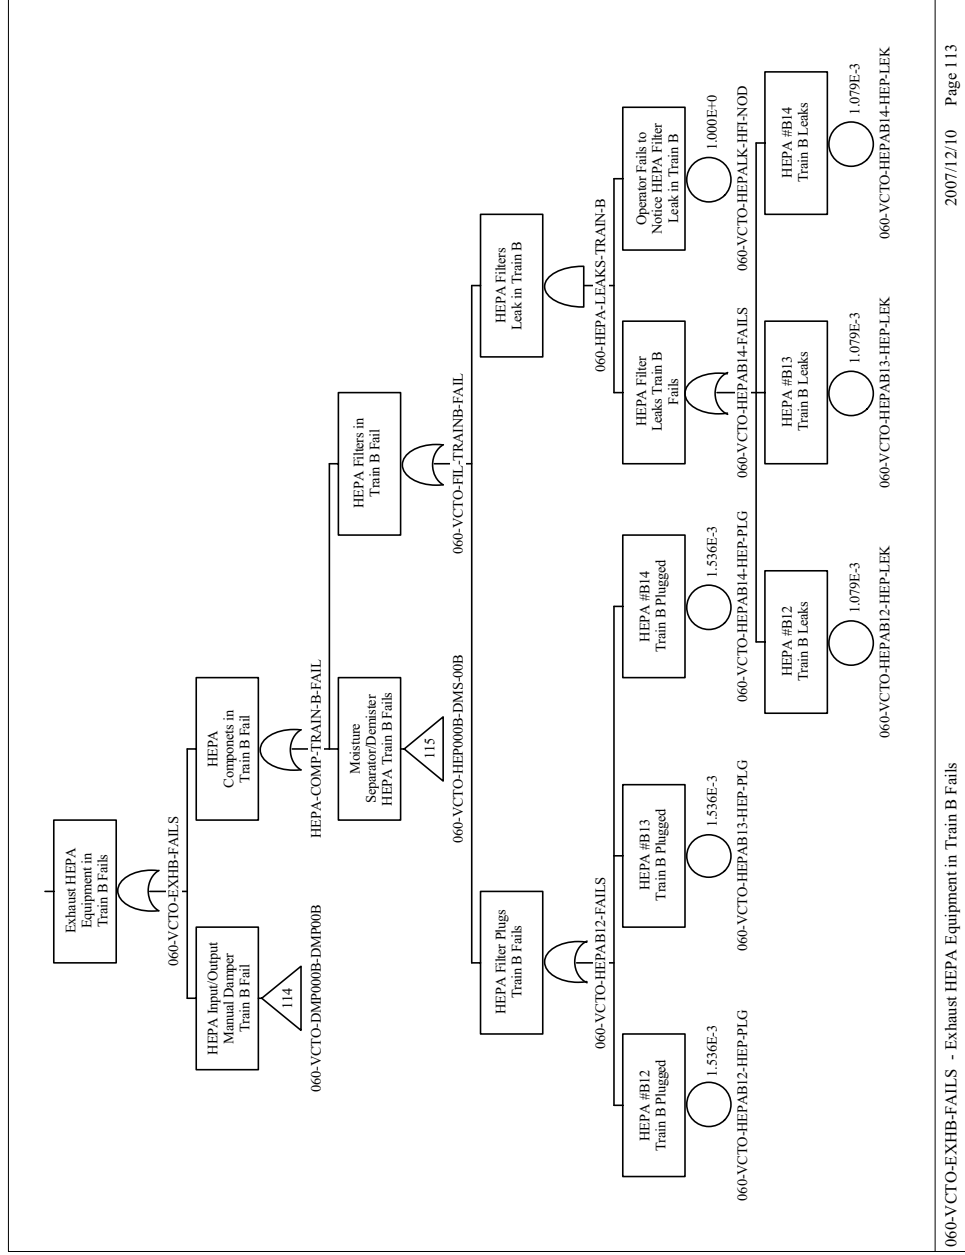 Exhaust HEPA
Equipment in
Train B Fails
060-VCTO-EXHB-FAILS
HEPA Input/Output
Manual Damper
Train B Fail
114
060-VCTO-DMP000B-DMP00B
HEPA
Componets in
Train B Fail
HEPA-COMP-TRAIN-B-FAIL
Moisture
Separator/Demister
HEPA Train B Fails
115
060-VCTO-HEP000B-DMS-00B
HEPA Filters in
Train B Fail
060-VCTO-FIL-TRAINB-FAIL
HEPA Filter Plugs
Train B Fails
060-VCTO-HEPAB12-FAILS
HEPA Filters
Leak in Train B
060-HEPA-LEAKS-TRAIN-B
HEPA #B12
Train B Plugged
1.536E-3
060-VCTO-HEPAB12-HEP-PLG
HEPA #B13
Train B Plugged
1.536E-3
060-VCTO-HEPAB13-HEP-PLG
HEPA #B14
Train B Plugged
1.536E-3
060-VCTO-HEPAB14-HEP-PLG
HEPA Filter
Leaks Train B
Fails
060-VCTO-HEPAB14-FAILS
Operator Fails to
Notice HEPA Filter
Leak in Train B
1.000E+0
060-VCTO-HEPALK-HFI-NOD
HEPA #B12
Train B Leaks
1.079E-3
060-VCTO-HEPAB12-HEP-LEK
HEPA #B13
Train B Leaks
1.079E-3
060-VCTO-HEPAB13-HEP-LEK
HEPA #B14
Train B Leaks
1.079E-3
060-VCTO-HEPAB14-HEP-LEK
060-VCTO-EXHB-FAILS - Exhaust HEPA Equipment in Train B Fails
2007/12/10 Page 113